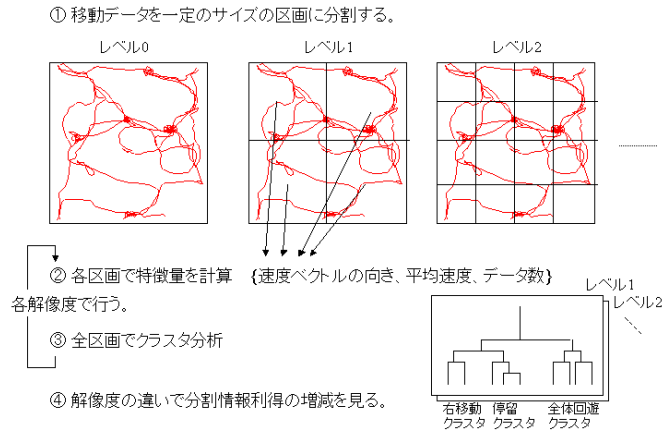 ① 移動データを一定のサイズの区画に分割する。
レベル0
レベル1
レベル2
② 各区画で特徴量を計算 {速度ベクトルの向き、平均速度、データ数}
各解像度で行う。
③ 全区画でクラスタ分析
レベル1
レベル2
右移動
クラスタ
停留
クラスタ
全体回遊
クラスタ
④ 解像度の違いで分割情報利得の増減を見る。